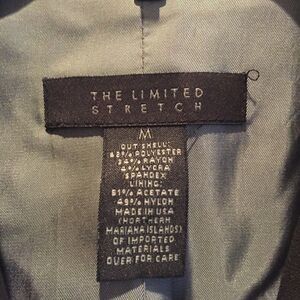 THE LIMITED
STRETCH
M
OUT SHELL:
62% POLYESTER
34% RAYON
4% LYCRA
SPANDEX
LINING:
51% ACETATE
49% NYLON
MADE IN USA
(NORTHERN
MARIANA ISLANDS)
OF IMPORTED
MATERIALS
OVER FOR CARE